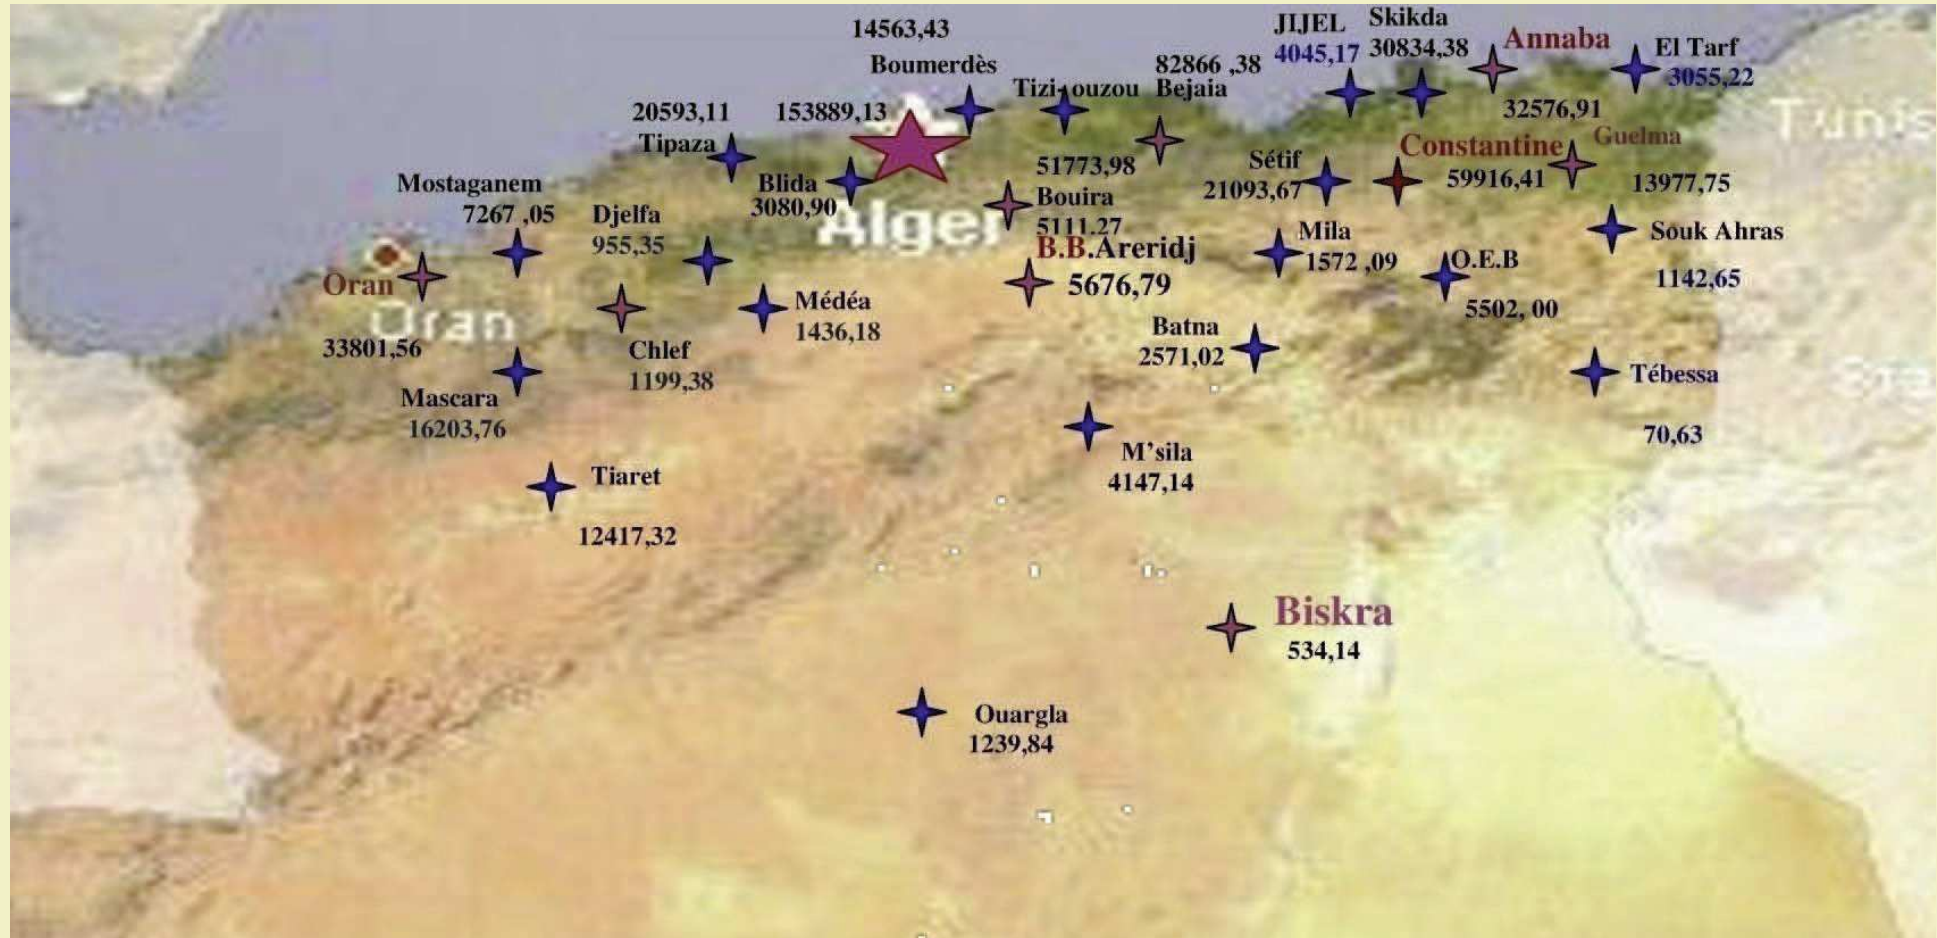 14563,43
Boumerdès
JIJEL
4045,17
Skikda
30834,38
Annaba
32576,91
El Tarf
3055,22
82866 ,38
Bejaia
Tizi-ouzou
51773,98
20593,11
Tipaza
153889,13
Alger
Blida
3080,90
Bouira
5111.27
Sétif
21093,67
Constantine
59916,41
Guelma
13977,75
Tunis
Mostaganem
7267 ,05
Djelfa
955,35
B.B.Areridj
5676,79
Mila
1572 ,09
O.E.B
5502, 00
Souk Ahras
1142,65
Oran
Oran
33801,56
Médéa
1436,18
Chlef
1199,38
Batna
2571,02
Mascara
16203,76
Tébessa
70,63
M’sila
4147,14
Tiaret
12417,32
Biskra
534,14
Ouargla
1239,84